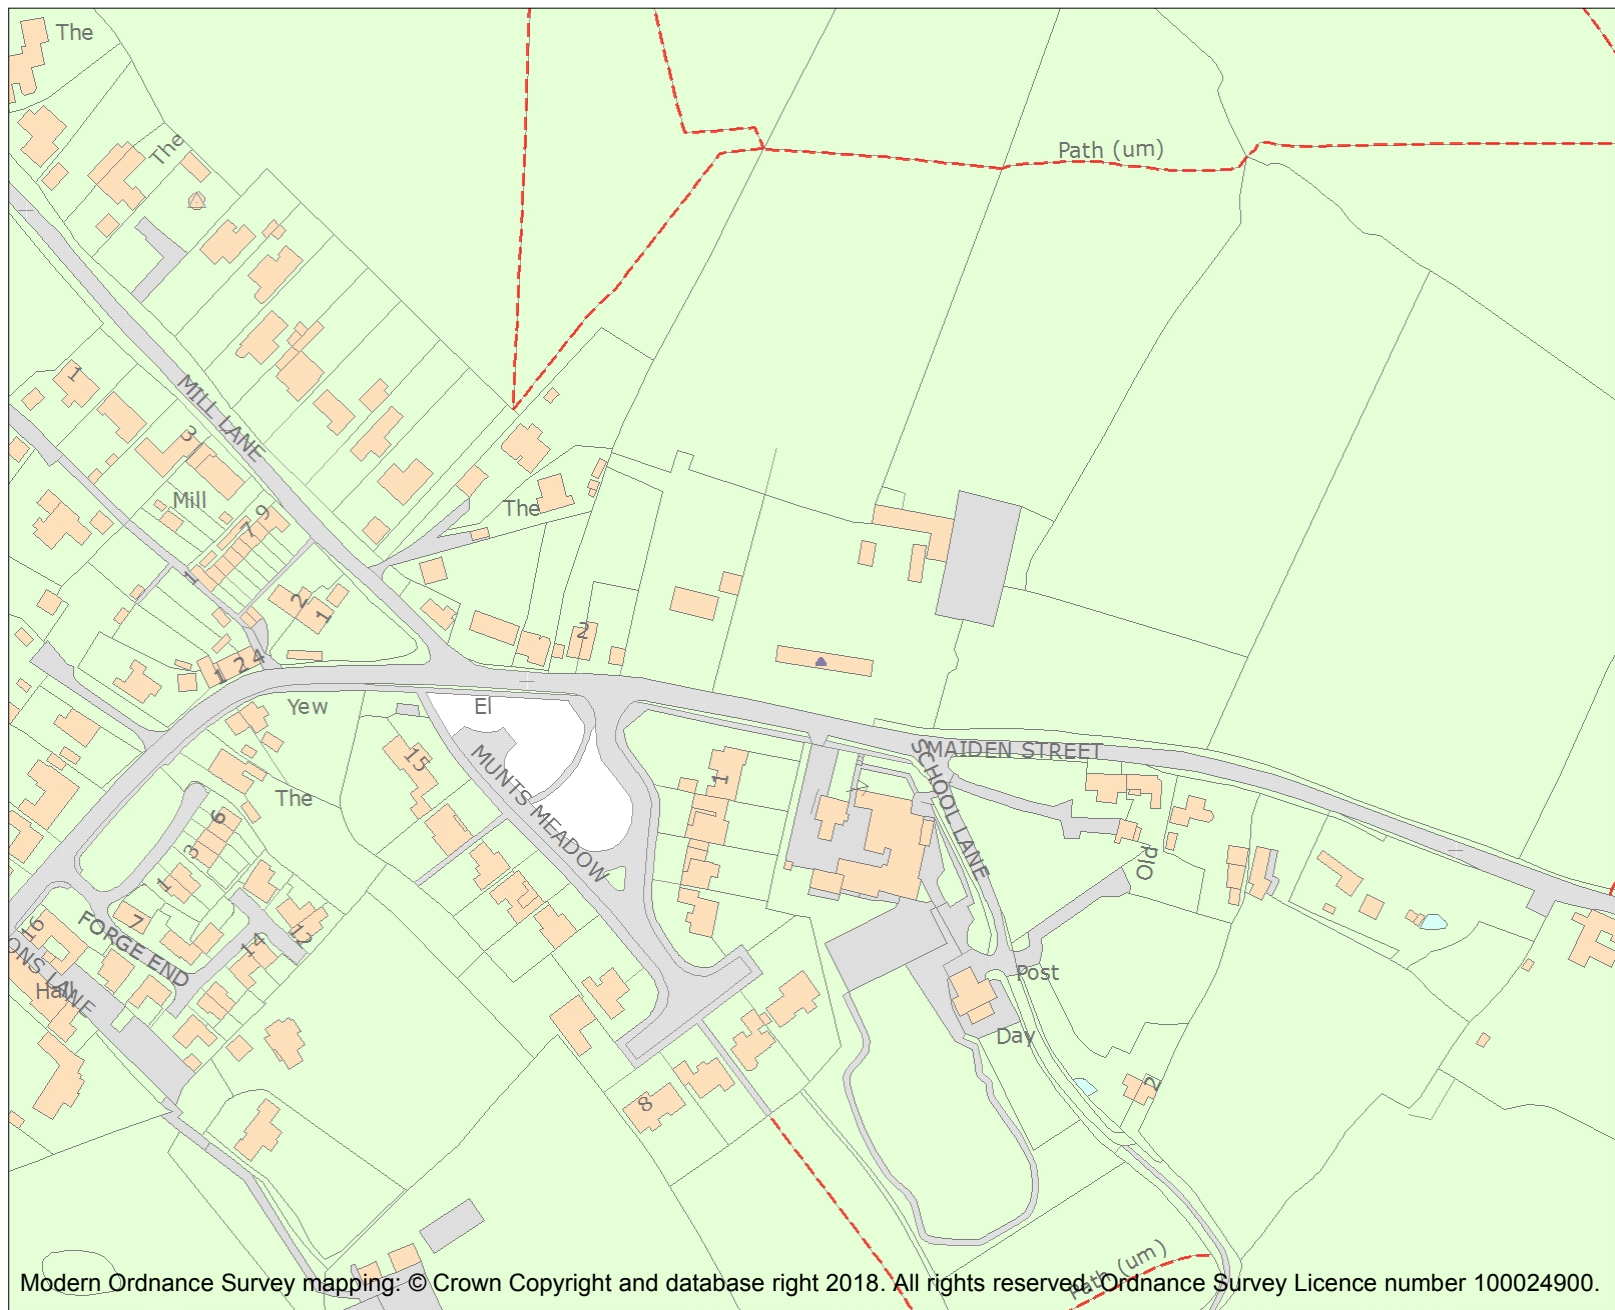 The
The
Path (um)
1
MILL LANE
3
Mill
9
7
The
1
2
1
2
1 2 4
Yew
El
15
MUNTS MEADOW
1
MAIDEN STREET
SCHOOL LANE
The
6
3
1
Old
7
FORGE END
12
14
16
ONS LANE
Hall
Post
Day
2
8
Path (um)
Modern Ordnance Survey mapping: © Crown Copyright and database right 2018. All rights reserved. Ordnance Survey Licence number 100024900.